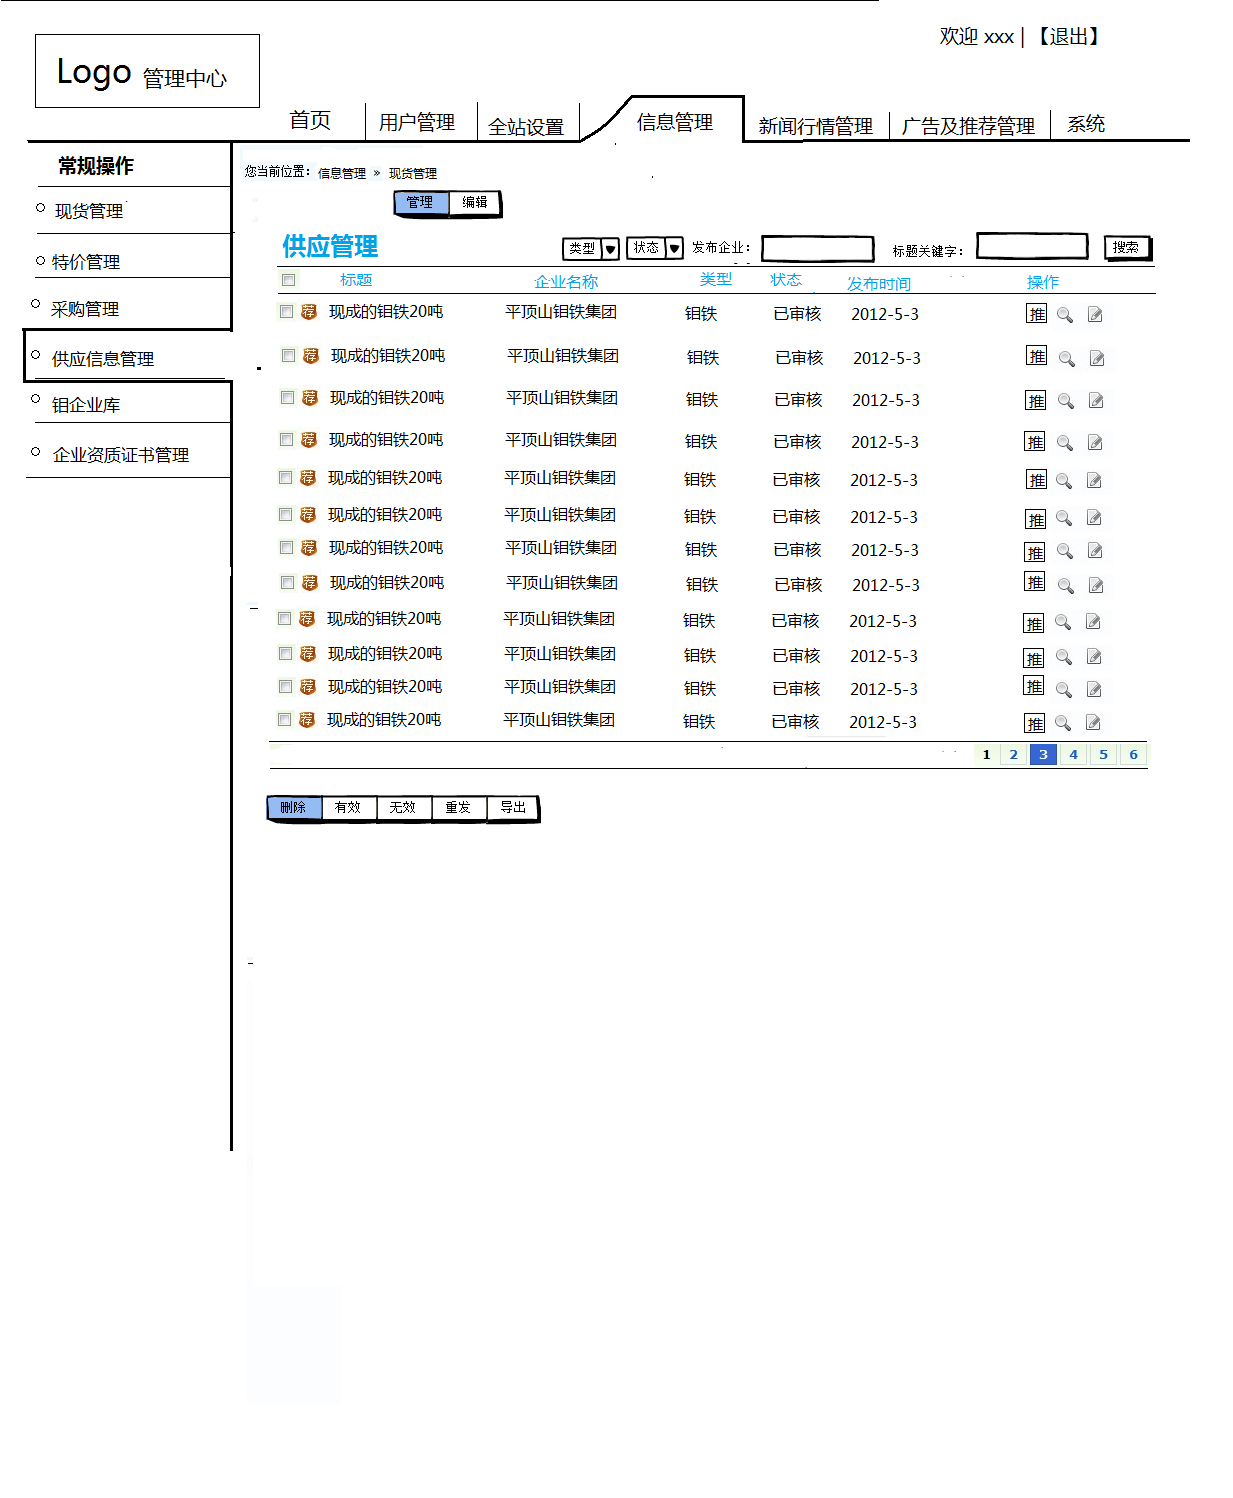 欢迎 xxx | 【退出】
Logo 管理中心
首页 用户管理 全站设置 信息管理 新闻行情管理 广告及推荐管理 系统
常规操作
现货管理
特价管理
采购管理
供应信息管理
钼企业库
企业资质证书管理
您当前位置： 信息管理 » 现货管理
管理 编辑
供应管理 类型 状态 发布企业： 标题关键字： 搜索
标题 企业名称 类型 状态 发布时间 操作
荐 现成的钼铁20吨 平顶山钼铁集团 钼铁 已审核 2012-5-3 推
荐 现成的钼铁20吨 平顶山钼铁集团 钼铁 已审核 2012-5-3 推
荐 现成的钼铁20吨 平顶山钼铁集团 钼铁 已审核 2012-5-3 推
荐 现成的钼铁20吨 平顶山钼铁集团 钼铁 已审核 2012-5-3 推
荐 现成的钼铁20吨 平顶山钼铁集团 钼铁 已审核 2012-5-3 推
荐 现成的钼铁20吨 平顶山钼铁集团 钼铁 已审核 2012-5-3 推
荐 现成的钼铁20吨 平顶山钼铁集团 钼铁 已审核 2012-5-3 推
荐 现成的钼铁20吨 平顶山钼铁集团 钼铁 已审核 2012-5-3 推
荐 现成的钼铁20吨 平顶山钼铁集团 钼铁 已审核 2012-5-3 推
荐 现成的钼铁20吨 平顶山钼铁集团 钼铁 已审核 2012-5-3 推
荐 现成的钼铁20吨 平顶山钼铁集团 钼铁 已审核 2012-5-3 推
荐 现成的钼铁20吨 平顶山钼铁集团 钼铁 已审核 2012-5-3 推
1 2 3 4 5 6
删除 有效 无效 重发 导出